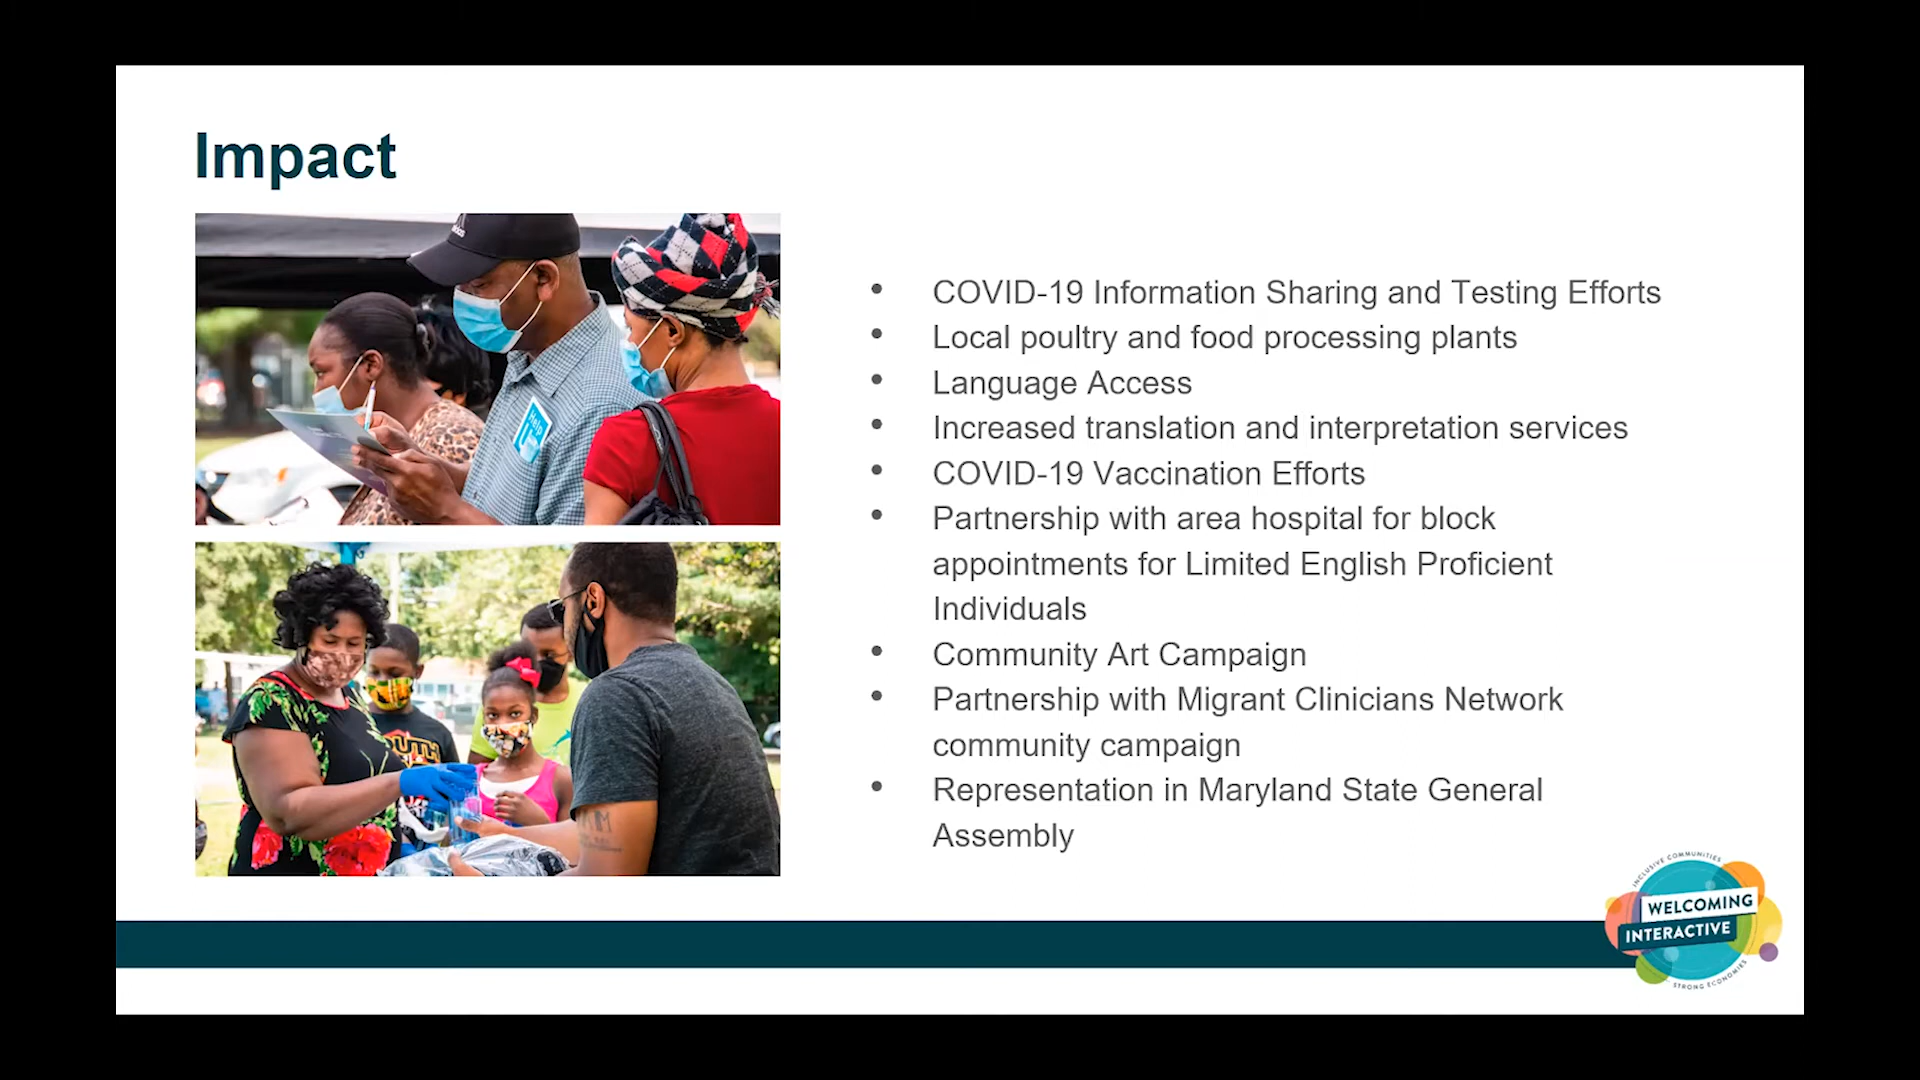 Impact
COVID-19 Information Sharing and Testing Efforts
Local poultry and food processing plants
Language Access
Increased translation and interpretation services
COVID-19 Vaccination Efforts
Partnership with area hospital for block
appointments for Limited English Proficient
Individuals
Community Art Campaign
Partnership with Migrant Clinicians Network
community campaign
Representation in Maryland State General
Assembly
Help
INCLUSIVE COMMUNITIES
WELCOMING
INTERACTIVE
STRONG ECONOMIES